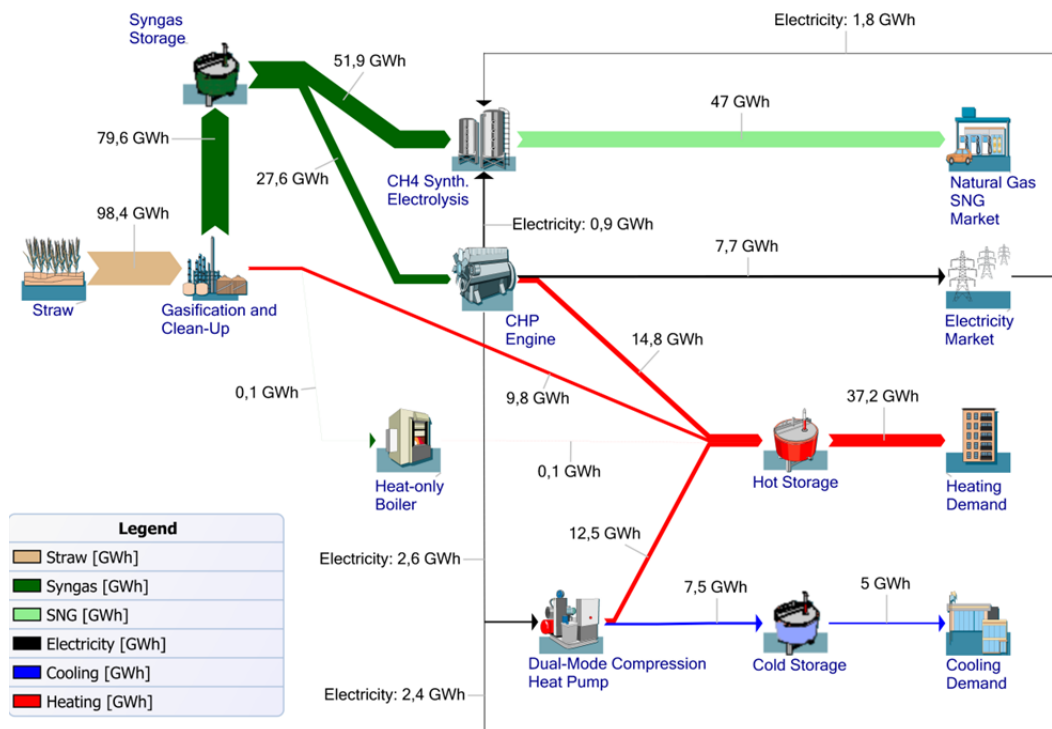 Electricity: 1,8 GWh
Syngas
Storage
51,9 GWh
47 GWh
79,6 GWh
27,6 GWh
CH4 Synth.
Electrolysis
Natural Gas
SNG
Market
98,4 GWh
Electricity: 0,9 GWh
7,7 GWh
Straw
Gasification and
Clean-Up
CHP
Engine
Electricity
Market
14,8 GWh
0,1 GWh
9,8 GWh
37,2 GWh
0,1 GWh
Heat-only
Boiler
Hot Storage
Heating
Demand
12,5 GWh
Electricity: 2,6 GWh
7,5 GWh
5 GWh
Dual-Mode Compression
Heat Pump
Cold Storage
Cooling
Demand
Electricity: 2,4 GWh
Legend
Straw [GWh]
Syngas [GWh]
SNG [GWh]
Electricity [GWh]
Cooling [GWh]
Heating [GWh]